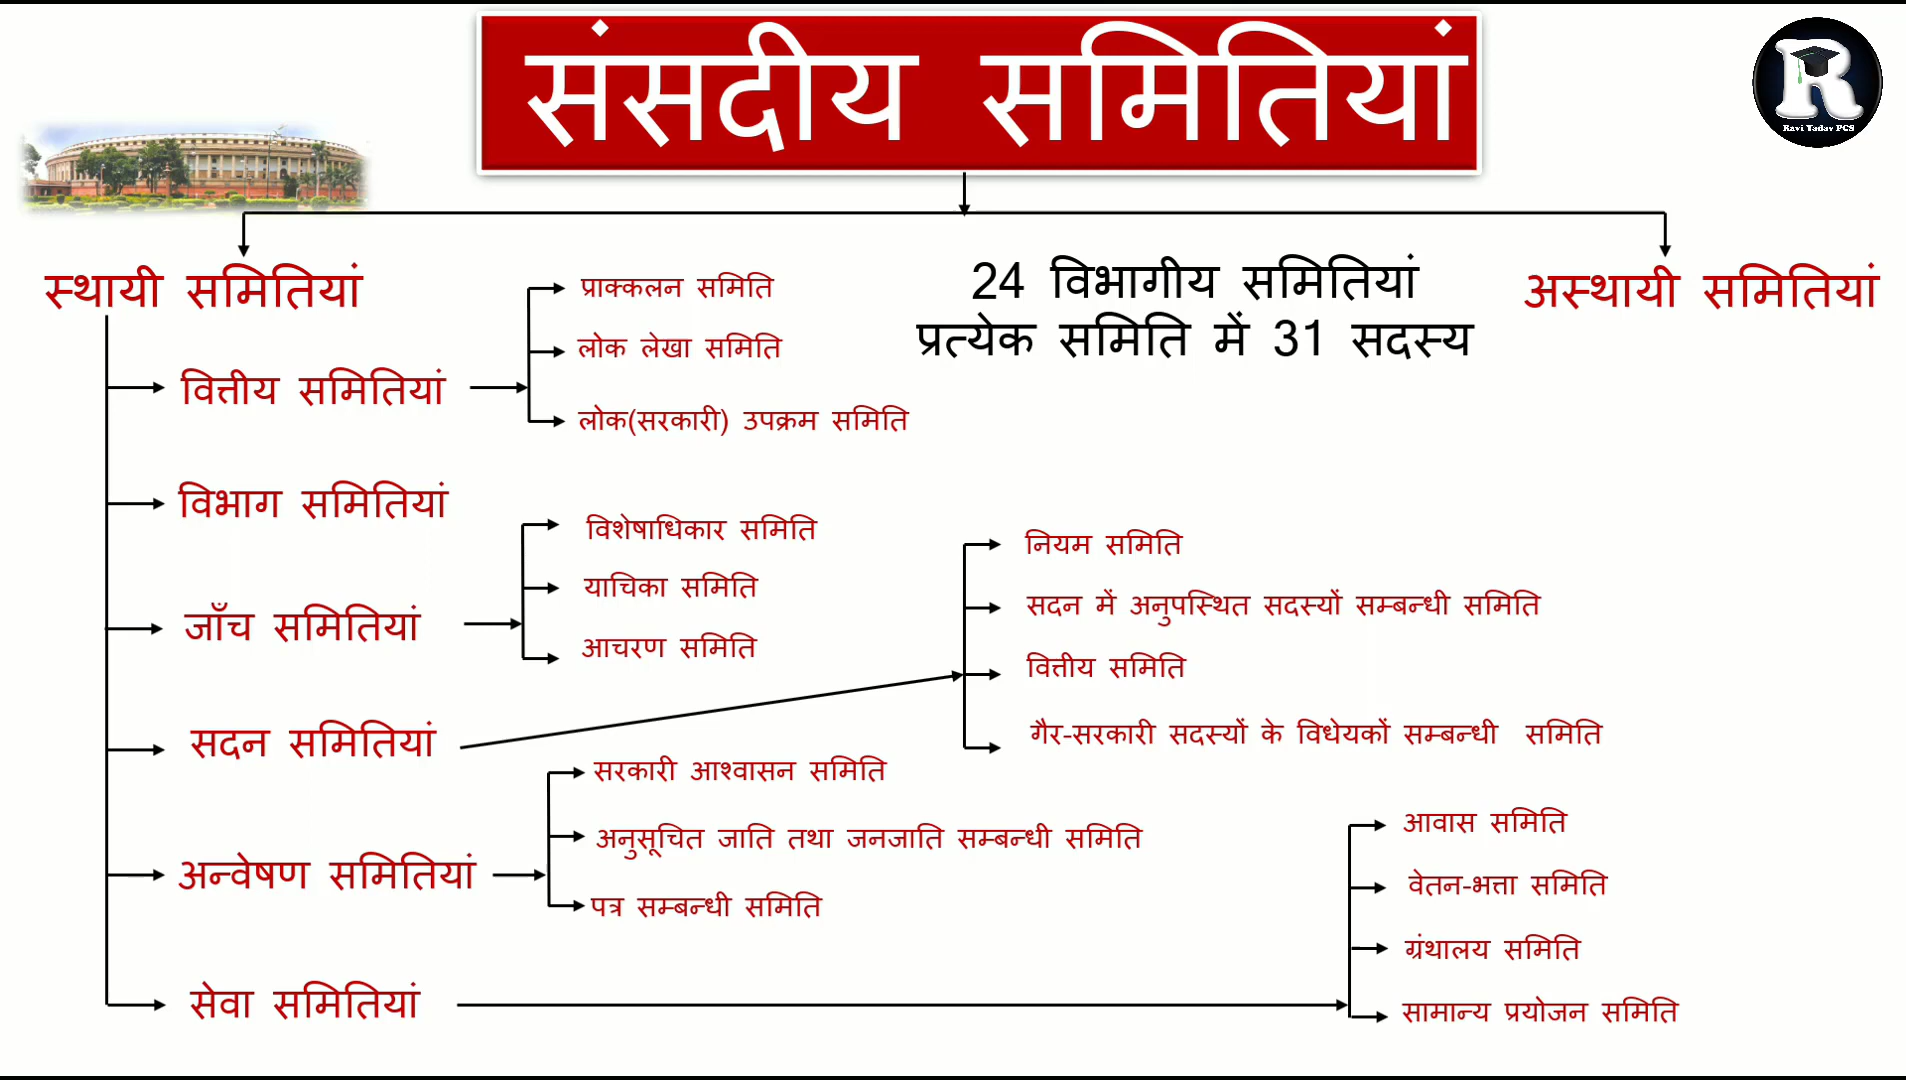 संसदीय समितियां
Ravi Yadav PCS
स्थायी समितियां
24 विभागीय समितियां
प्रत्येक समिति में 31 सदस्य
अस्थायी समितियां
वित्तीय समितियां
प्राक्कलन समिति
लोक लेखा समिति
लोक(सरकारी) उपक्रम समिति
विभाग समितियां
जाँच समितियां
विशेषाधिकार समिति
याचिका समिति
आचरण समिति
सदन समितियां
नियम समिति
सदन में अनुपस्थित सदस्यों सम्बन्धी समिति
वित्तीय समिति
गैर-सरकारी सदस्यों के विधेयकों सम्बन्धी समिति
अन्वेषण समितियां
सरकारी आश्वासन समिति
अनुसूचित जाति तथा जनजाति सम्बन्धी समिति
पत्र सम्बन्धी समिति
सेवा समितियां
आवास समिति
वेतन-भत्ता समिति
ग्रंथालय समिति
सामान्य प्रयोजन समिति